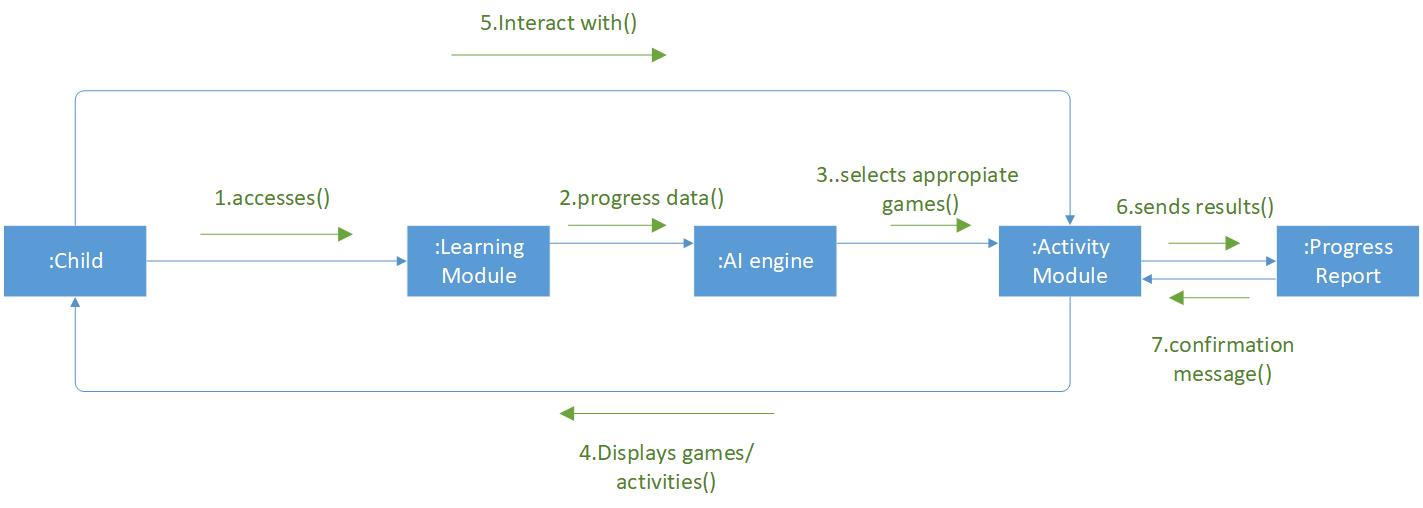 5.Interact with()
1.accesses()
2.progress data()
3..selects appropiate
games()
6.sends results()
:Child
:Learning
Module
:AI engine
:Activity
Module
:Progress
Report
7.confirmation
message()
4.Displays games/
activities()